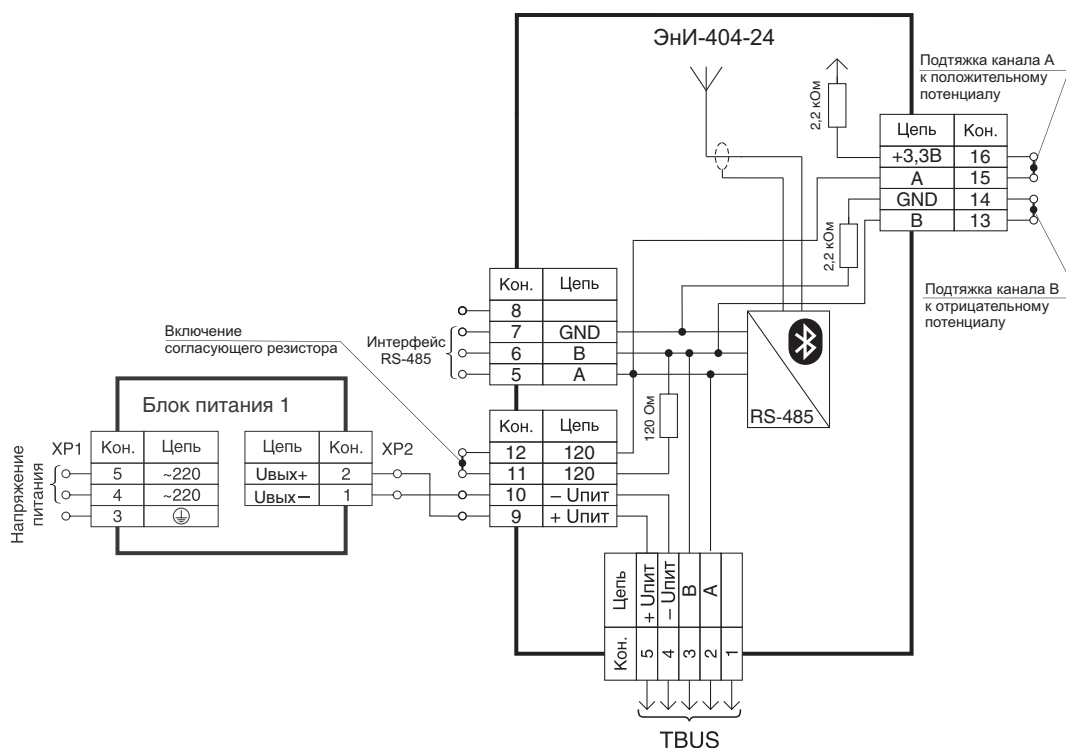 ЭнИ-404-24
Подтяжка канала А
к положительному
потенциалу
2,2 кОм
Цепь Кон.
+3,3В 16
А 15
GND 14
В 13
2,2 кОм
Подтяжка канала В
к отрицательному
потенциалу
Кон. Цепь
8
7 GND
6 В
5 А
Интерфейс
RS-485
Включение
согласующего резистора
RS-485
120 Ом
Блок питания 1
XP1
Кон. Цепь
5 ~220
4 ~220
3
Напряжение
питания
Цепь Кон.
Uвых+ 2
Uвых– 1
XP2
Кон. Цепь
12 120
11 120
10 – Uпит
9 + Uпит
Цепь + Uпит – Uпит В А
Кон. 5 4 3 2 1
TBUS